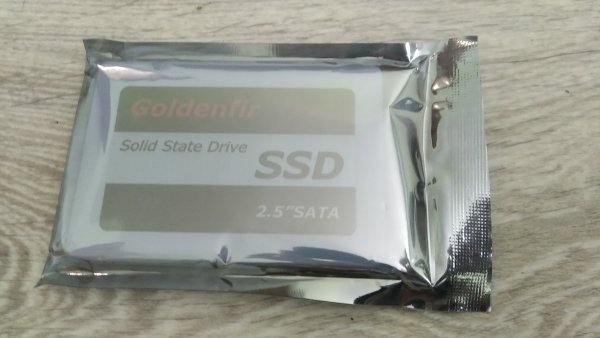 Goldenfir
Solid State Drive
SSD
2.5"SATA